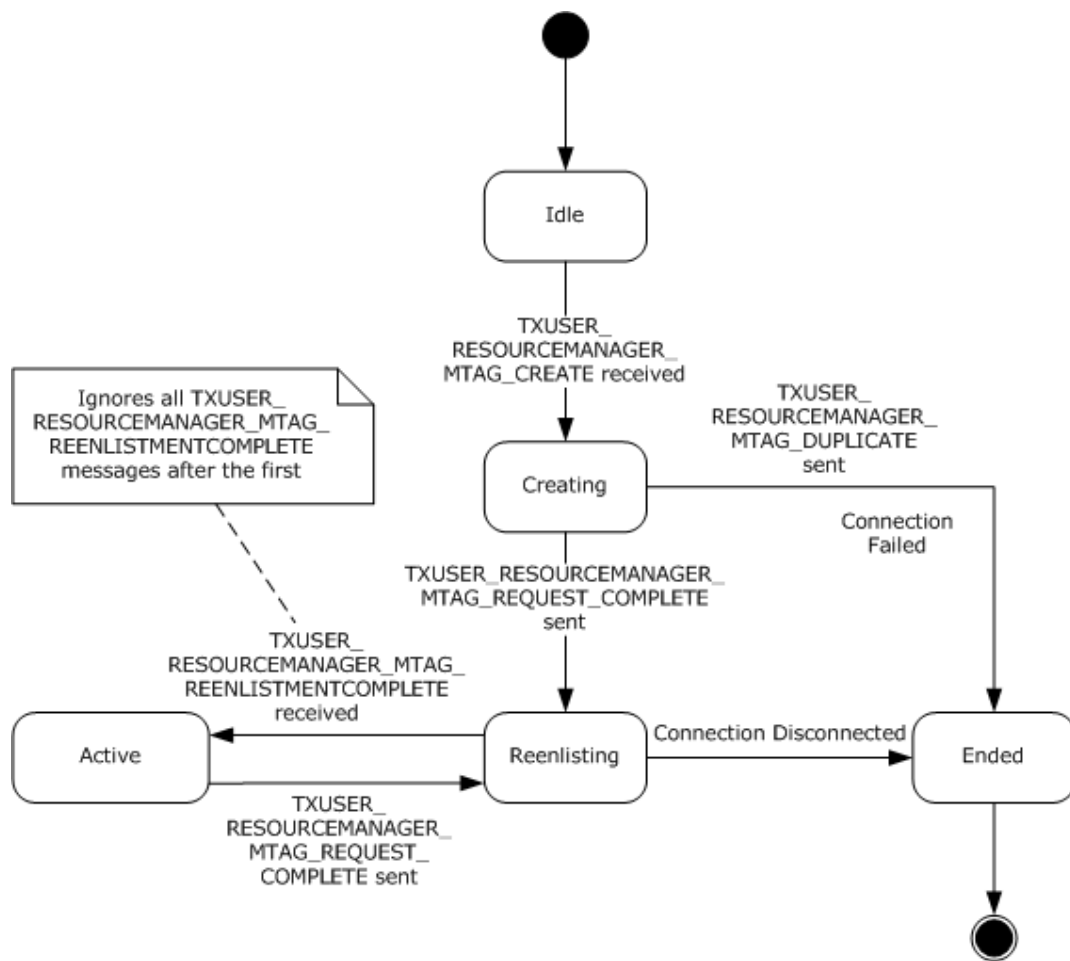 Idle
TXUSER_
RESOURCEMANAGER_
MTAG_CREATE received
Ignores all TXUSER_
RESOURCEMANAGER_MTAG_
REENLISTMENTCOMPLETE
messages after the first
TXUSER_
RESOURCEMANAGER_
MTAG_DUPLICATE
sent
Creating
Connection
Failed
TXUSER_RESOURCEMANAGER_
MTAG_REQUEST_COMPLETE
sent
TXUSER_
RESOURCEMANAGER_MTAG_
REENLISTMENTCOMPLETE
received
Active
Reenlisting
Connection Disconnected
Ended
TXUSER_
RESOURCEMANAGER_
MTAG_REQUEST_
COMPLETE sent